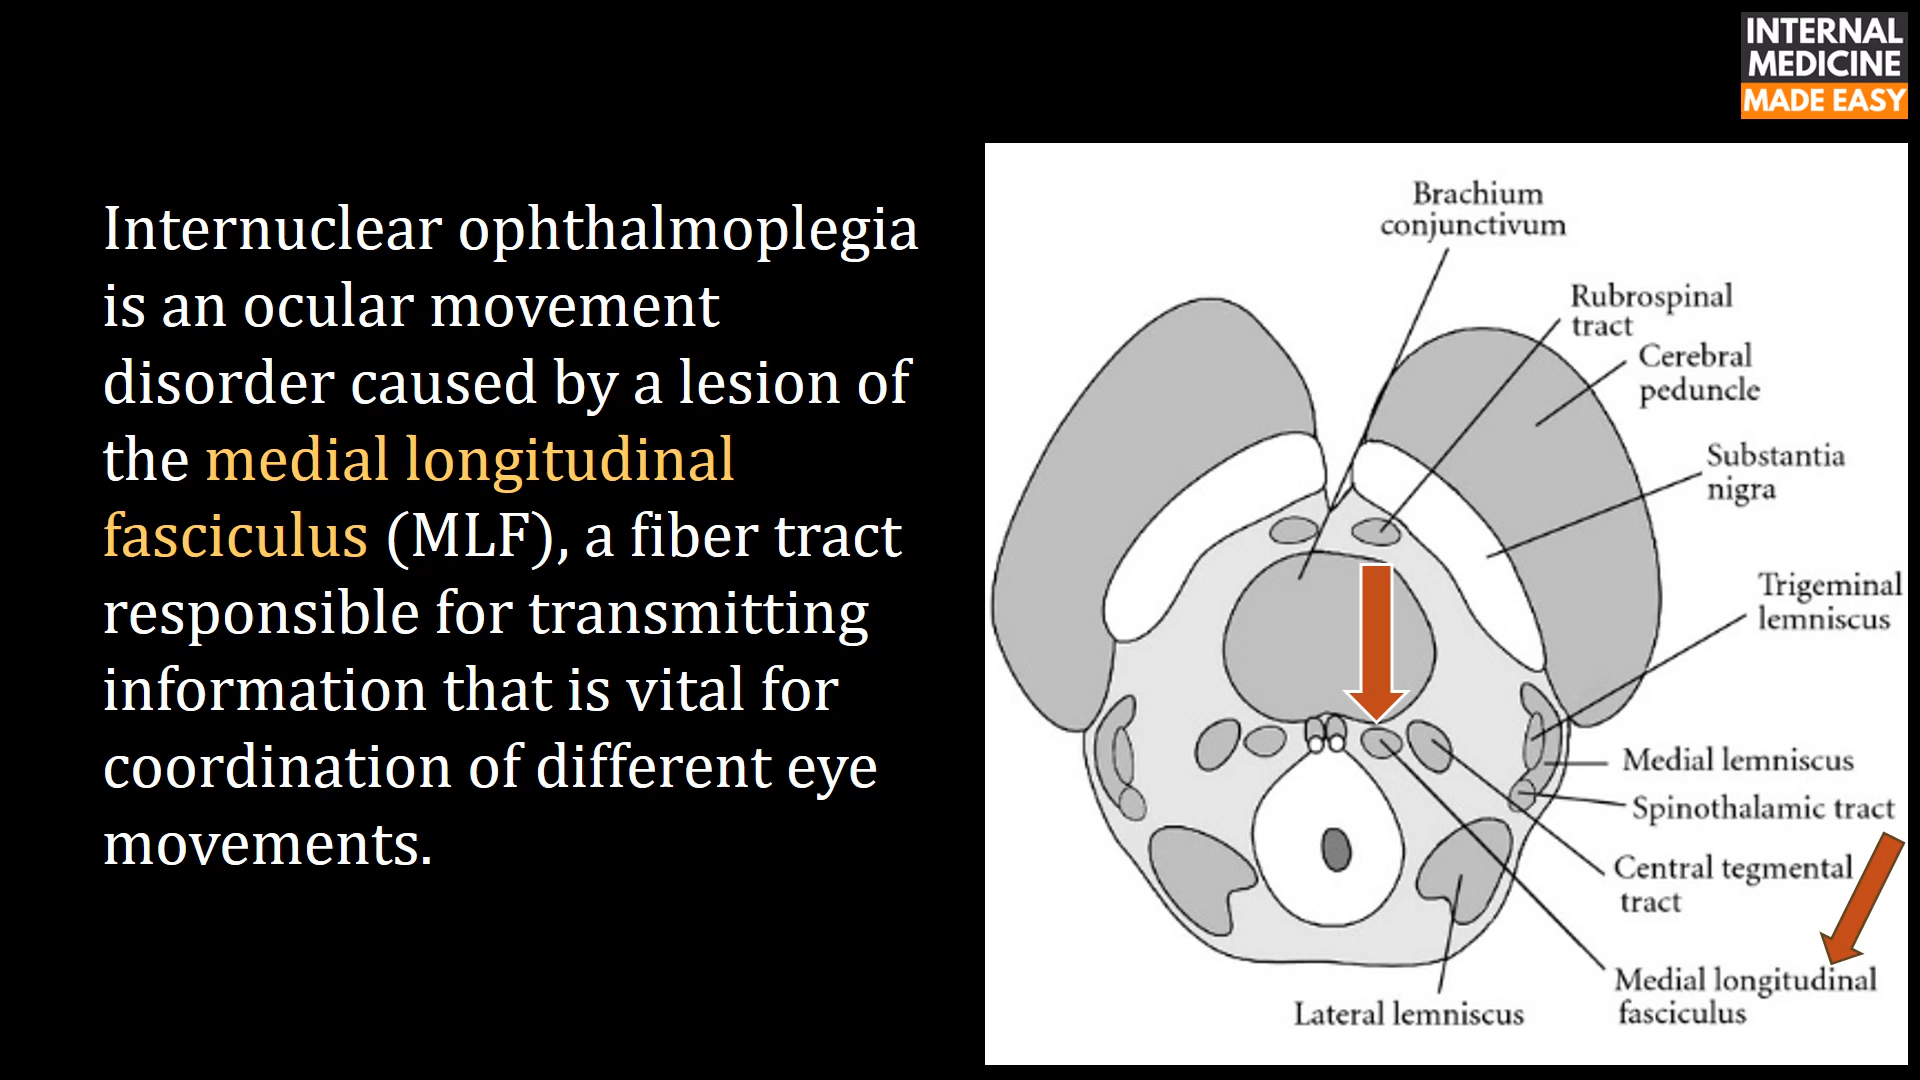 INTERNAL
MEDICINE
MADE EASY
Internuclear ophthalmoplegia
is an ocular movement
disorder caused by a lesion of
the medial longitudinal
fasciculus (MLF), a fiber tract
responsible for transmitting
information that is vital for
coordination of different eye
movements.
Brachium
conjunctivum
Rubrospinal
tract
Cerebral
peduncle
Substantia
nigra
Trigeminal
lemniscus
Medial lemniscus
Spinothalamic tract
Central tegmental
tract
Medial longitudinal
fasciculus
Lateral lemniscus